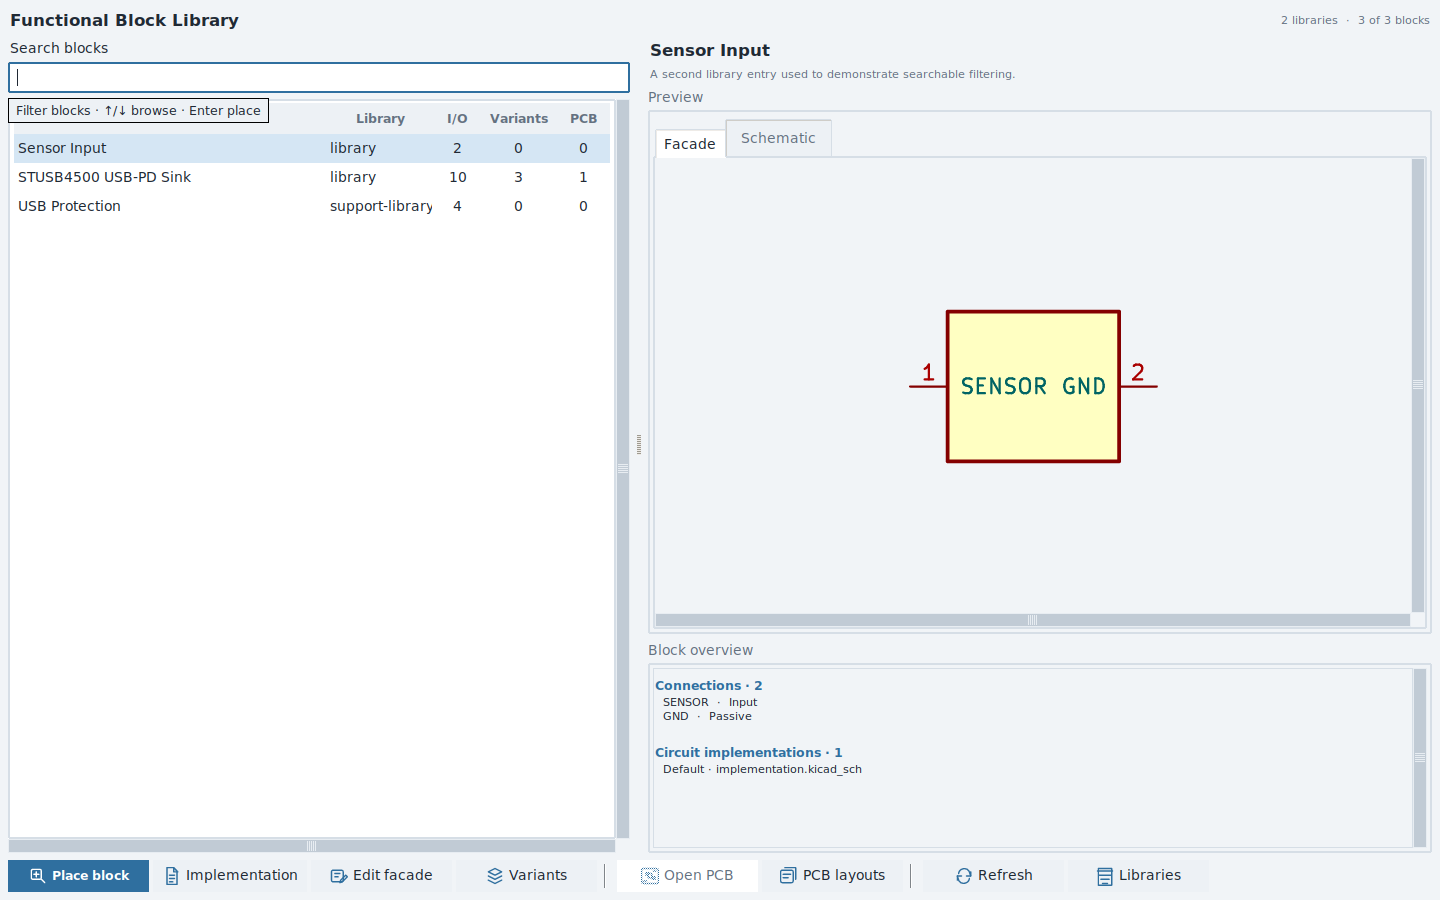 Functional Block Library
2 libraries · 3 of 3 blocks
Search blocks
Filter blocks · ↑/↓ browse · Enter place
Library I/O Variants PCB
Sensor Input library 2 0 0
STUSB4500 USB-PD Sink library 10 3 1
USB Protection support-library 4 0 0
Sensor Input
A second library entry used to demonstrate searchable filtering.
Preview
Facade Schematic
1 SENSOR GND 2
Block overview
Connections · 2
SENSOR · Input
GND · Passive
Circuit implementations · 1
Default · implementation.kicad_sch
Place block Implementation Edit facade Variants Open PCB PCB layouts Refresh Libraries